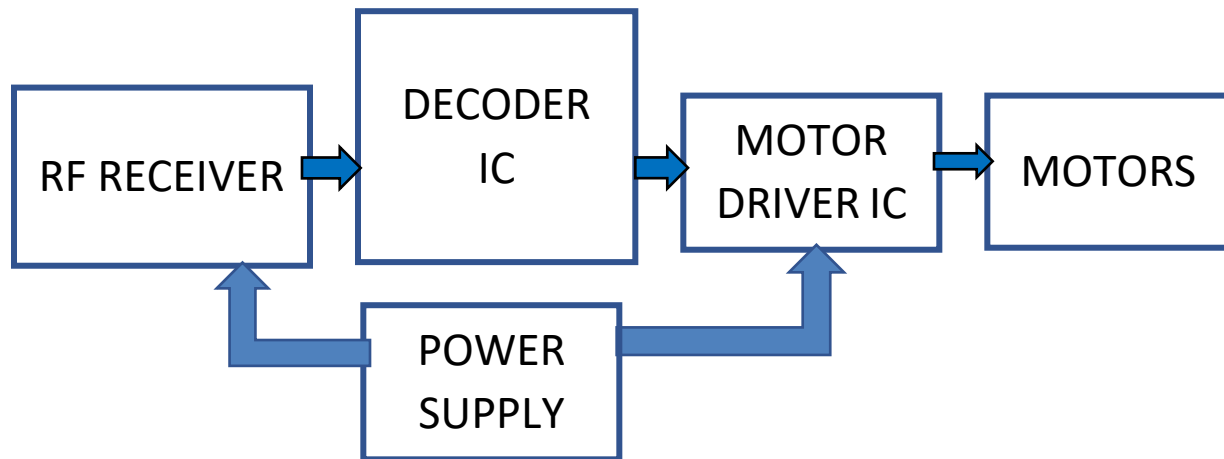 RF RECEIVER
DECODER
IC
MOTOR
DRIVER IC
MOTORS
POWER
SUPPLY